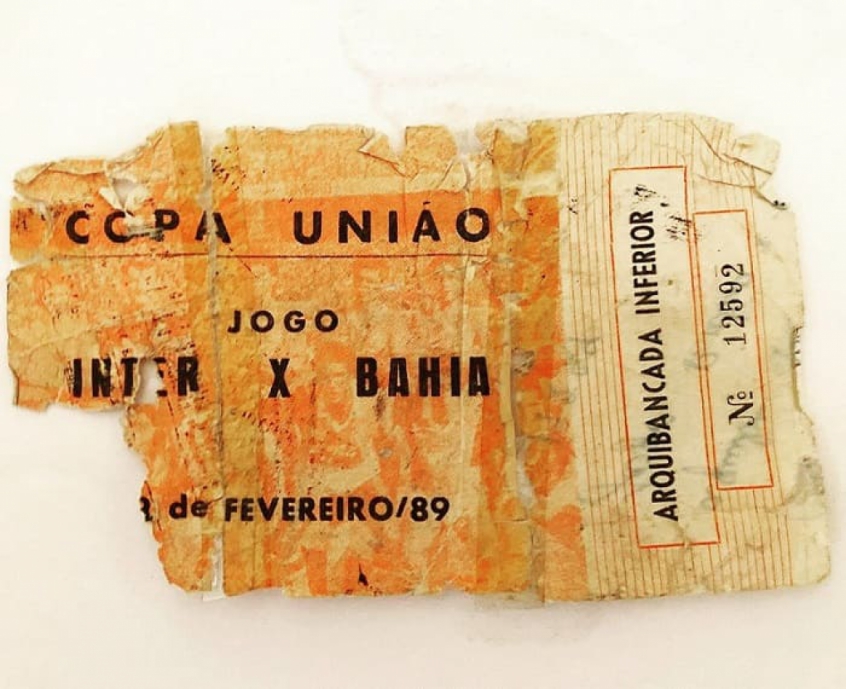 COPA UNIÃO
JOGO
INTER X BAHIA
de FEVEREIRO/89
ARQUIBANCADA INFERIOR
Nº 12592